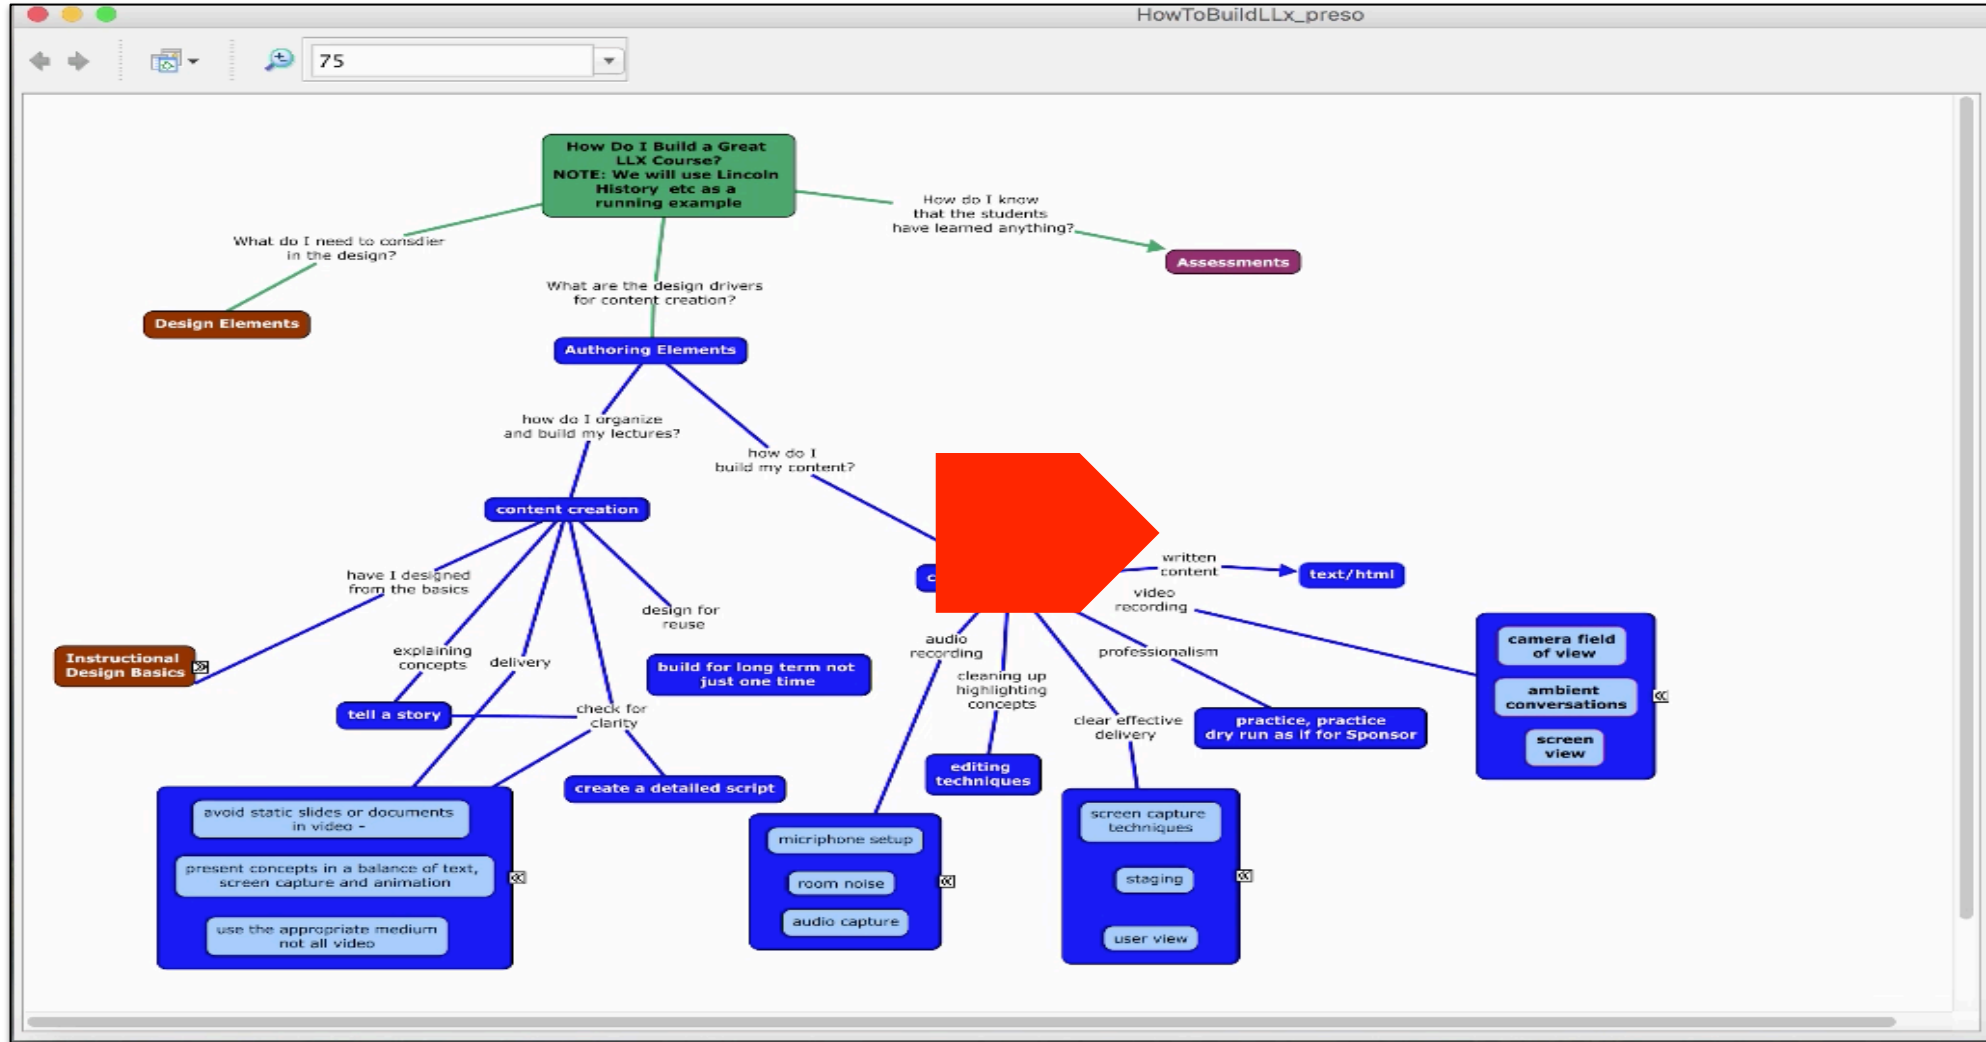 HowToBuildLLx_preso
75
How Do I Build a Great
LLX Course?
NOTE: We will use Lincoln
History etc as a
running example
What do I need to consdier
in the design?
How do I know
that the students
have learned anything?
Assessments
What are the design drivers
for content creation?
Design Elements
Authoring Elements
how do I organize
and build my lectures?
how do I
build my content?
content creation
written
content
text/html
have I designed
from the basics
video
recording
design for
reuse
Instructional
Design Basics
explaining
concepts
delivery
build for long term not
just one time
audio
recording
cleaning up
highlighting
concepts
professionalism
camera field
of view
ambient
conversations
screen
view
tell a story
check for
clarity
clear effective
delivery
practice, practice
dry run as if for Sponsor
create a detailed script
editing
techniques
avoid static slides or documents
in video -
present concepts in a balance of text,
screen capture and animation
use the appropriate medium
not all video
micriphone setup
room noise
audio capture
screen capture
techniques
staging
user view